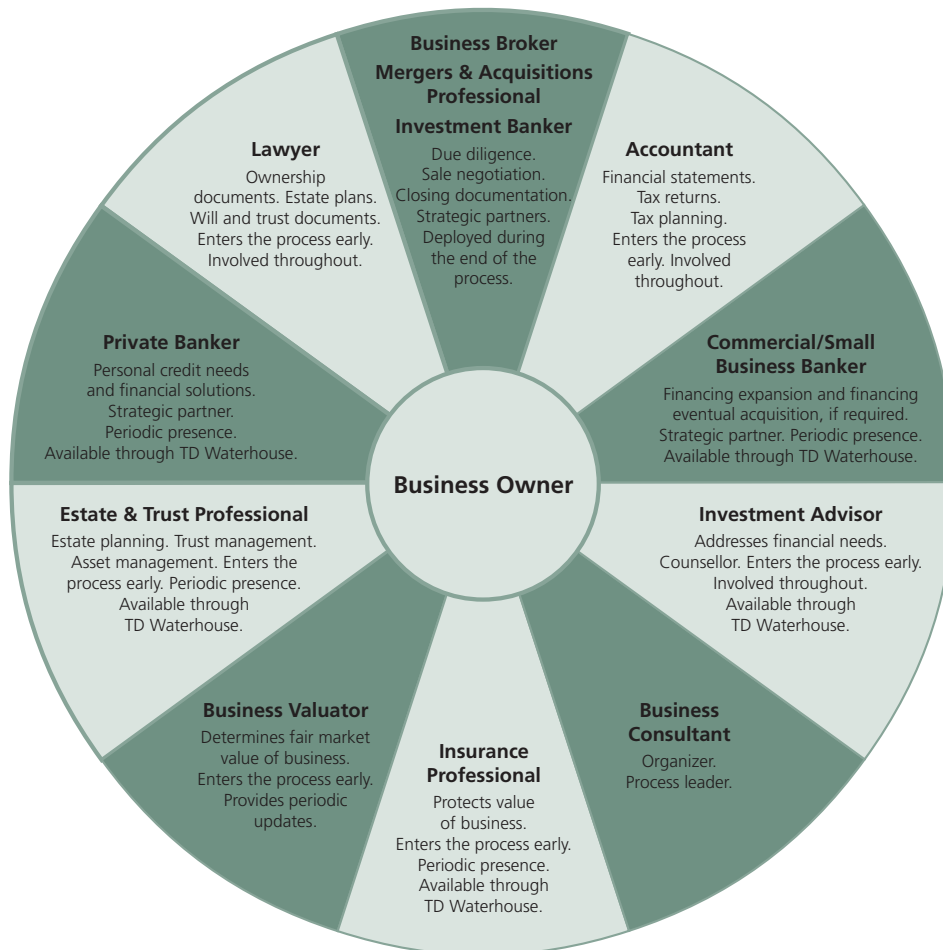 Business Broker
Mergers & Acquisitions
Professional
Investment Banker
Due diligence.
Sale negotiation.
Closing documentation.
Strategic partners.
Deployed during
the end of the
process.
Accountant
Financial statements.
Tax returns.
Tax planning.
Enters the process
early. Involved
throughout.
Commercial/Small
Business Banker
Financing expansion and financing
eventual acquisition, if required.
Strategic partner. Periodic presence.
Available through TD Waterhouse.
Investment Advisor
Addresses financial needs.
Counsellor. Enters the process early.
Involved throughout.
Available through
TD Waterhouse.
Business
Consultant
Organizer.
Process leader.
Insurance
Professional
Protects value
of business.
Enters the process early.
Periodic presence.
Available through
TD Waterhouse.
Business Valuator
Determines fair market
value of business.
Enters the process early.
Provides periodic
updates.
Estate & Trust Professional
Estate planning. Trust management.
Asset management. Enters the
process early. Periodic presence.
Available through
TD Waterhouse.
Private Banker
Personal credit needs
and financial solutions.
Strategic partner.
Periodic presence.
Available through TD Waterhouse.
Lawyer
Ownership
documents. Estate plans.
Will and trust documents.
Enters the process early.
Involved throughout.
Business Owner